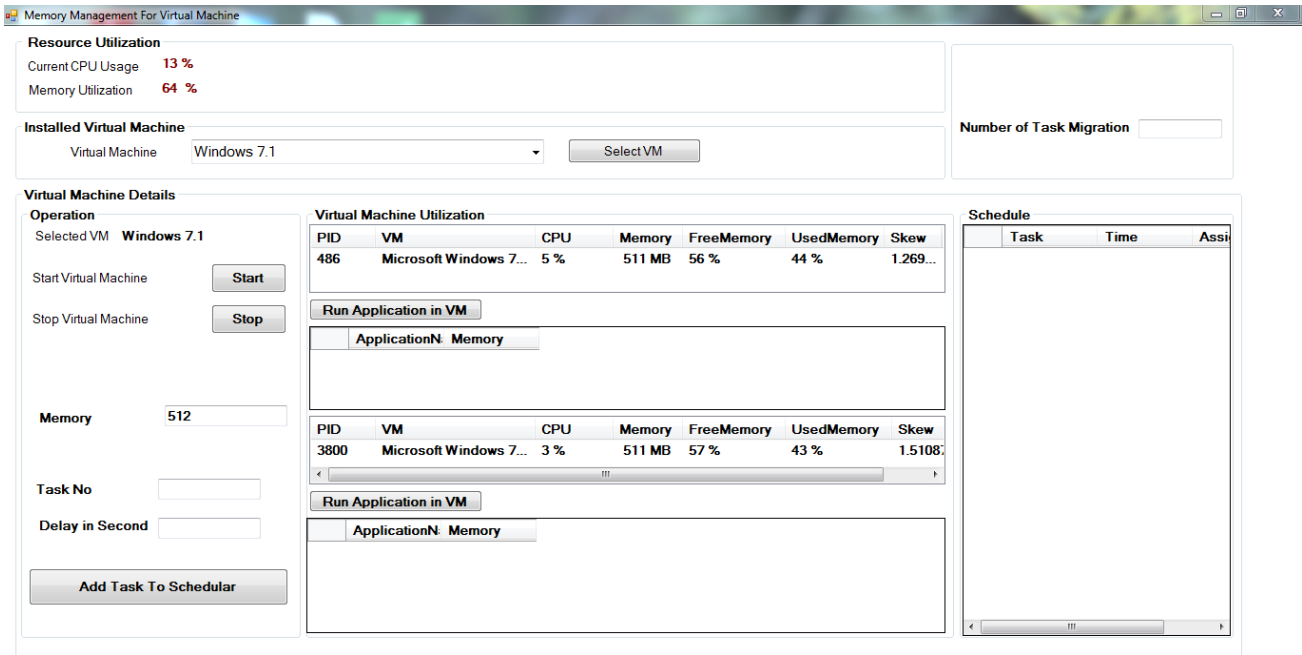 Memory Management For Virtual Machine
Resource Utilization
Current CPU Usage 13 %
Memory Utilization 64 %
Number of Task Migration
Installed Virtual Machine
Virtual Machine Windows 7.1 Select VM
Virtual Machine Details
Operation
Selected VM Windows 7.1
Start Virtual Machine Start
Stop Virtual Machine Stop
Memory 512
Task No
Delay in Second
Add Task To Schedular
Virtual Machine Utilization
PID VM CPU Memory FreeMemory UsedMemory Skew
486 Microsoft Windows 7... 5 % 511 MB 56 % 44 % 1.269...
Run Application in VM
ApplicationN Memory
PID VM CPU Memory FreeMemory UsedMemory Skew
3800 Microsoft Windows 7... 3 % 511 MB 57 % 43 % 1.5108
Run Application in VM
ApplicationN Memory
Schedule
Task Time Assi